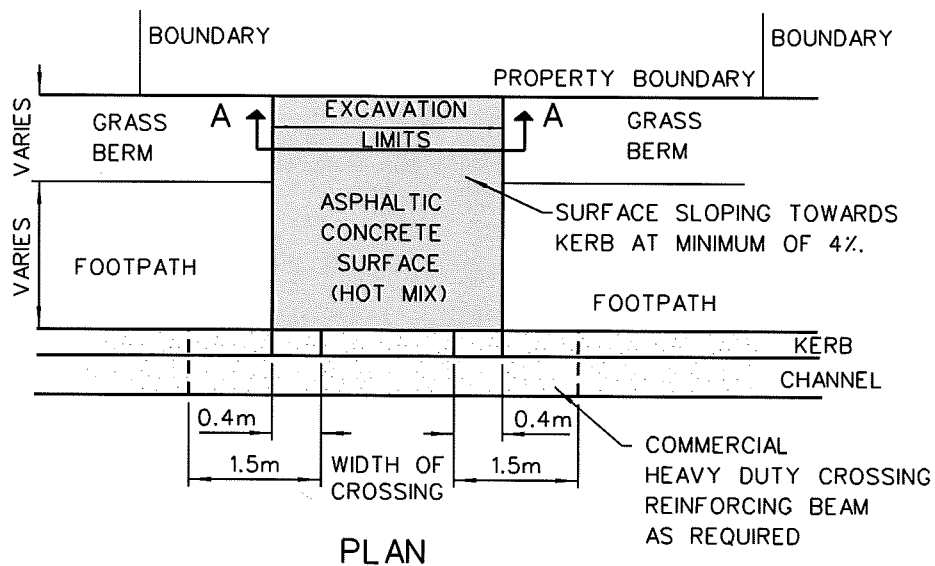 BOUNDARY
BOUNDARY
PROPERTY BOUNDARY
VARIES
GRASS
BERM
A
EXCAVATION
LIMITS
A
GRASS
BERM
VARIES
FOOTPATH
ASPHALTIC
CONCRETE
SURFACE
(HOT MIX)
SURFACE SLOPING TOWARDS
KERB AT MINIMUM OF 4%.
FOOTPATH
KERB
CHANNEL
0.4m
0.4m
1.5m
WIDTH OF
CROSSING
1.5m
COMMERCIAL
HEAVY DUTY CROSSING
REINFORCING BEAM
AS REQUIRED
PLAN